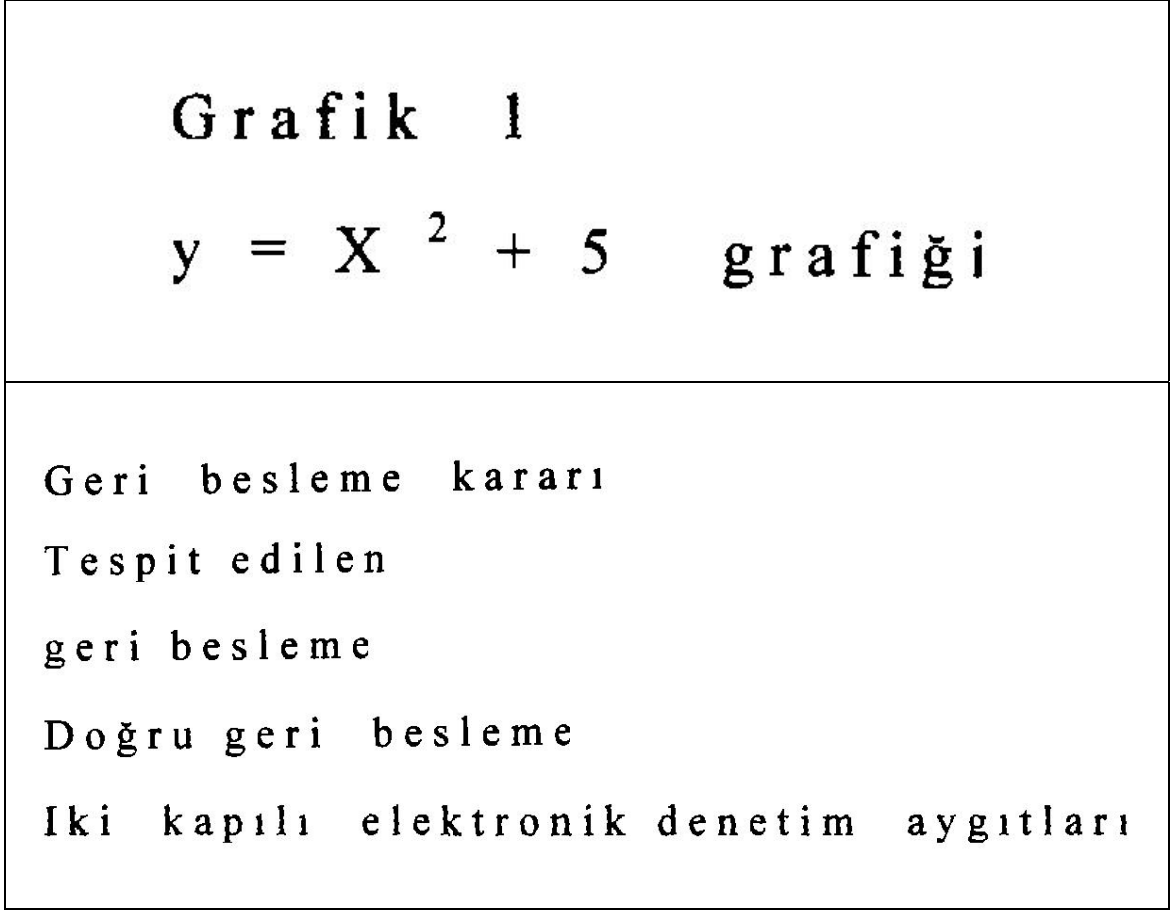 Grafik 1
y = X² + 5 grafiği
Geri besleme kararı
Tespit edilen
geri besleme
Doğru geri besleme
Iki kapılı elektronik denetim aygıtları